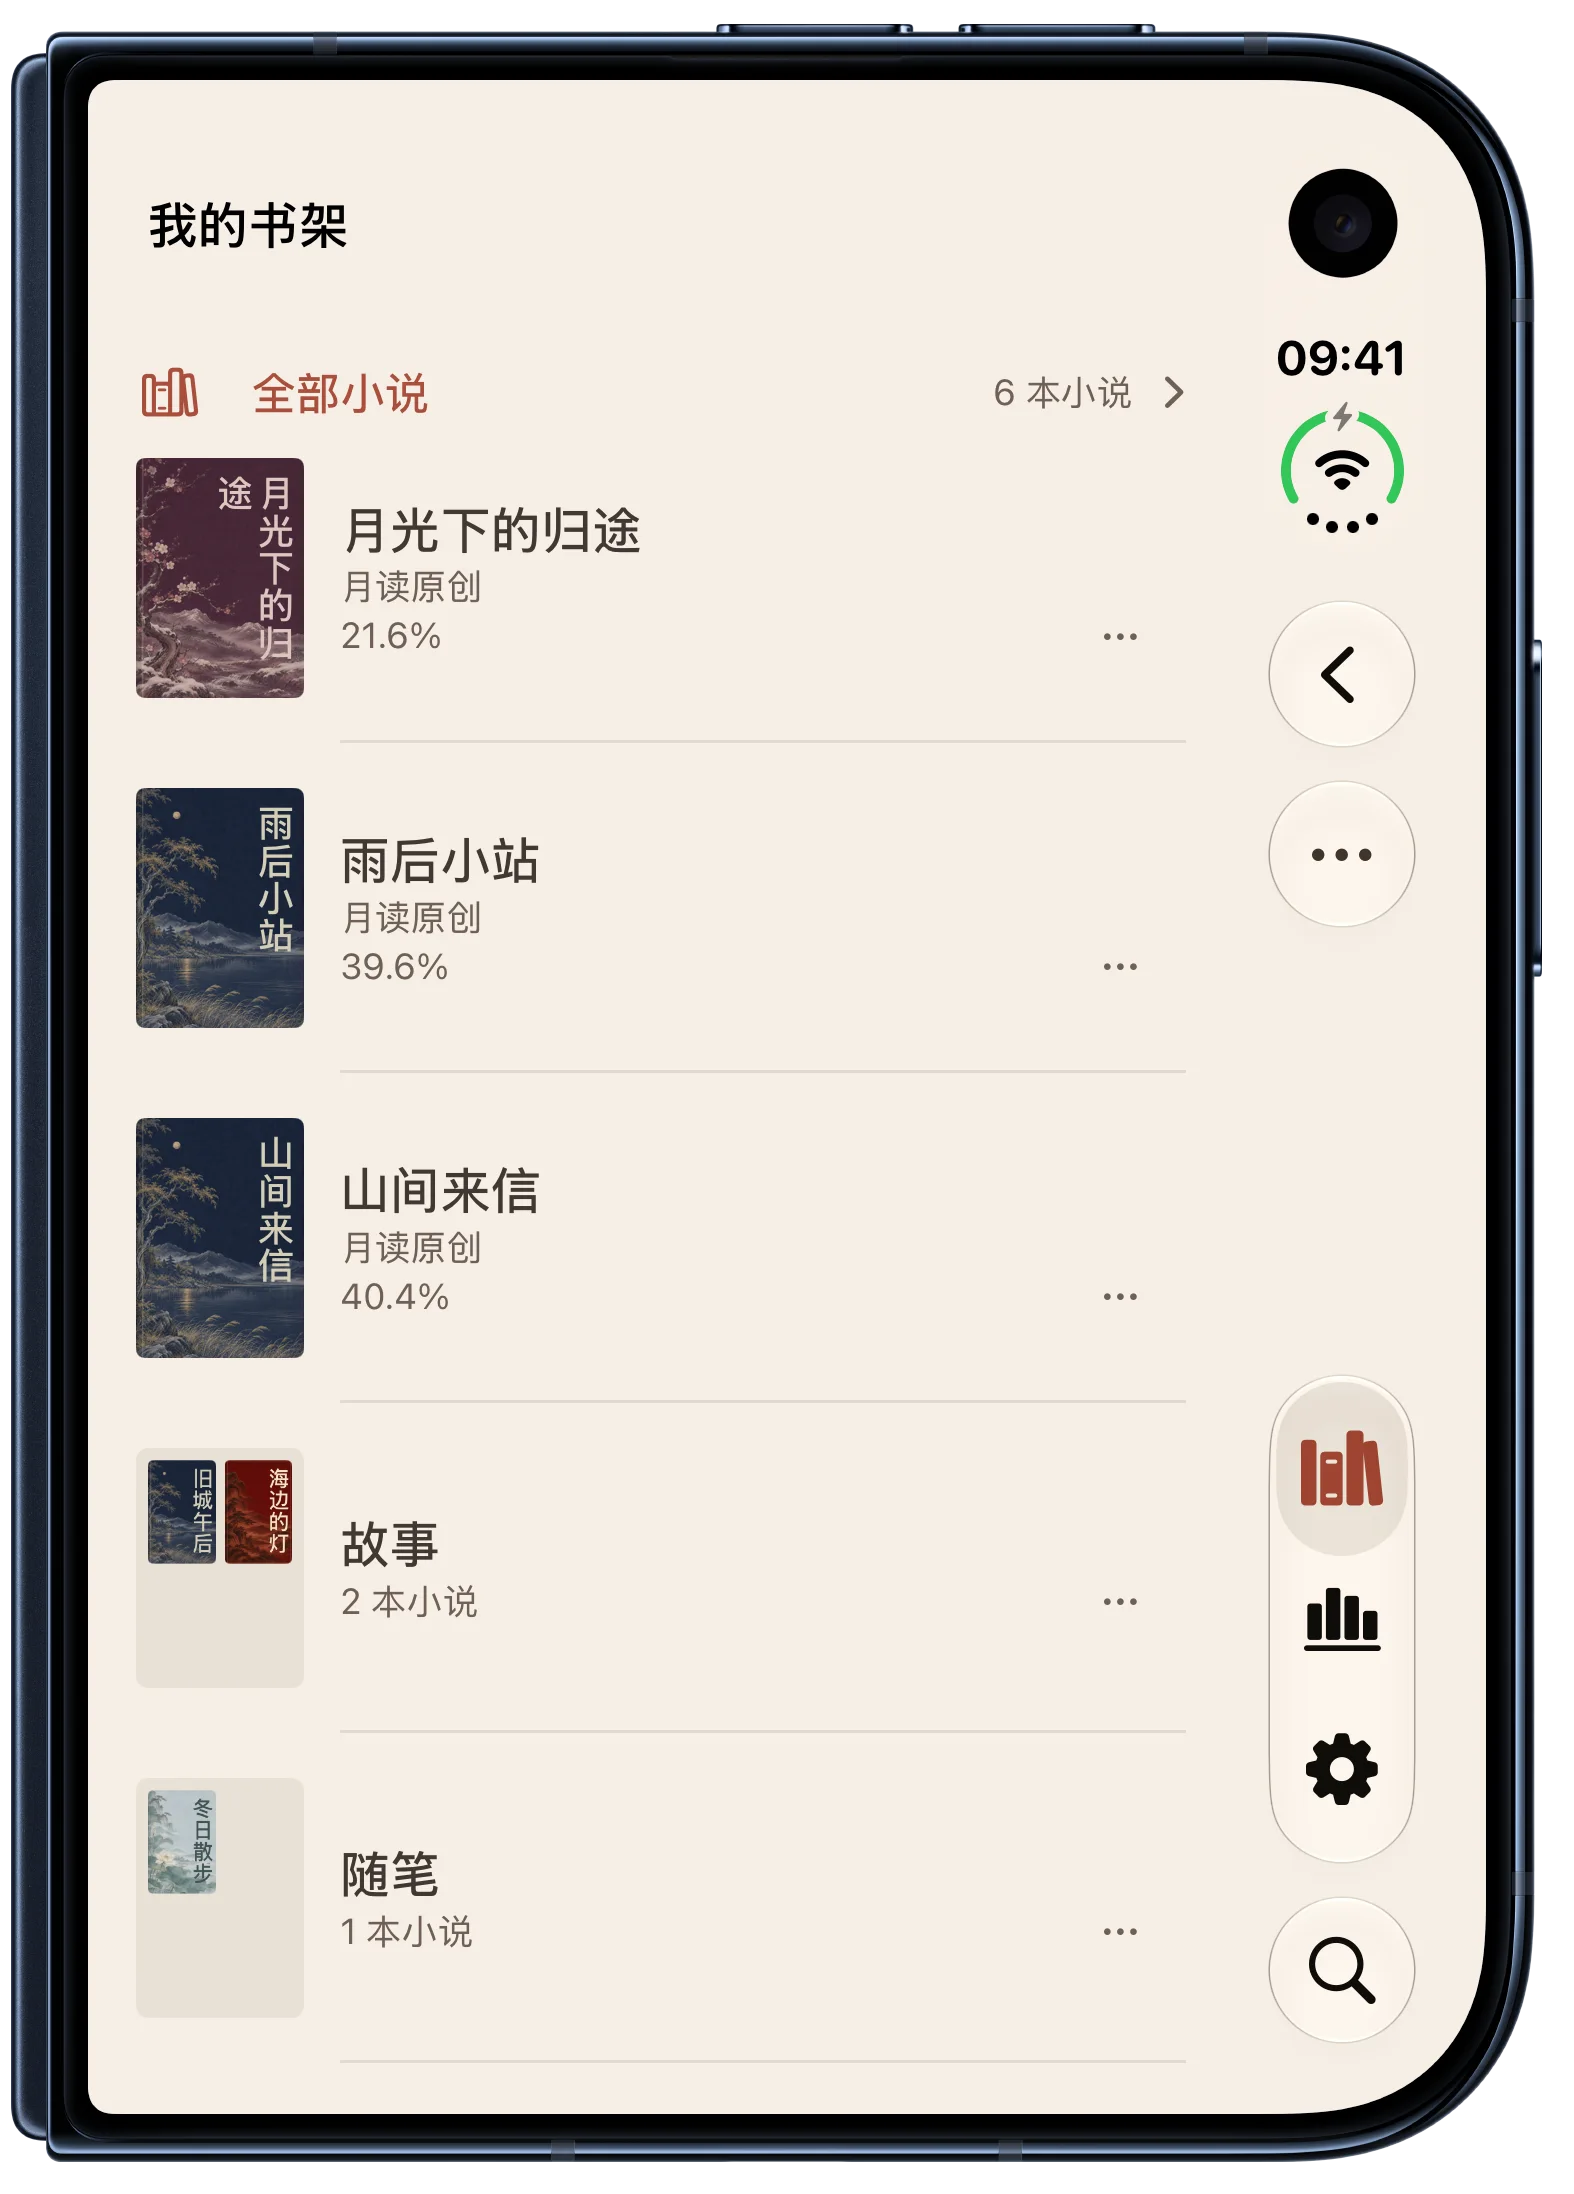 我的书架
09:41
全部小说
6 本小说
月光下的归途
月光下的归途
月读原创
21.6%
雨后小站
雨后小站
月读原创
39.6%
山间来信
山间来信
月读原创
40.4%
旧城午后
海边的灯
故事
2 本小说
冬日散步
随笔
1 本小说